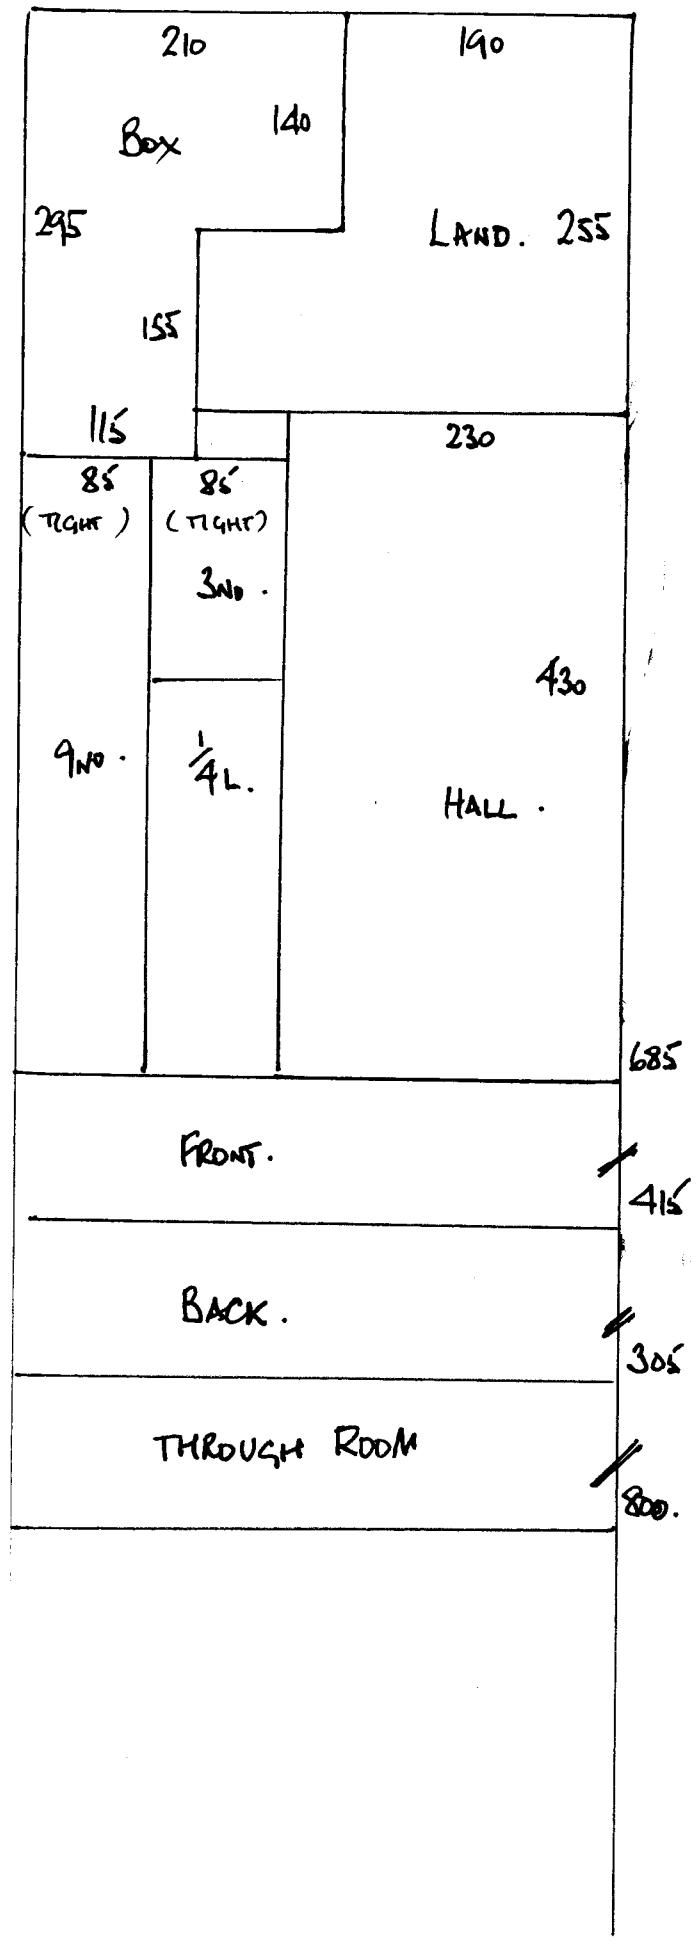 210 190
140
Box
295 LAND. 255
155
115 230
85 85
(TIGHT) (TIGHT)
3NO.
430
9NO. 1/4L.
HALL.
685
FRONT.
415
BACK.
305
THROUGH ROOM
800.